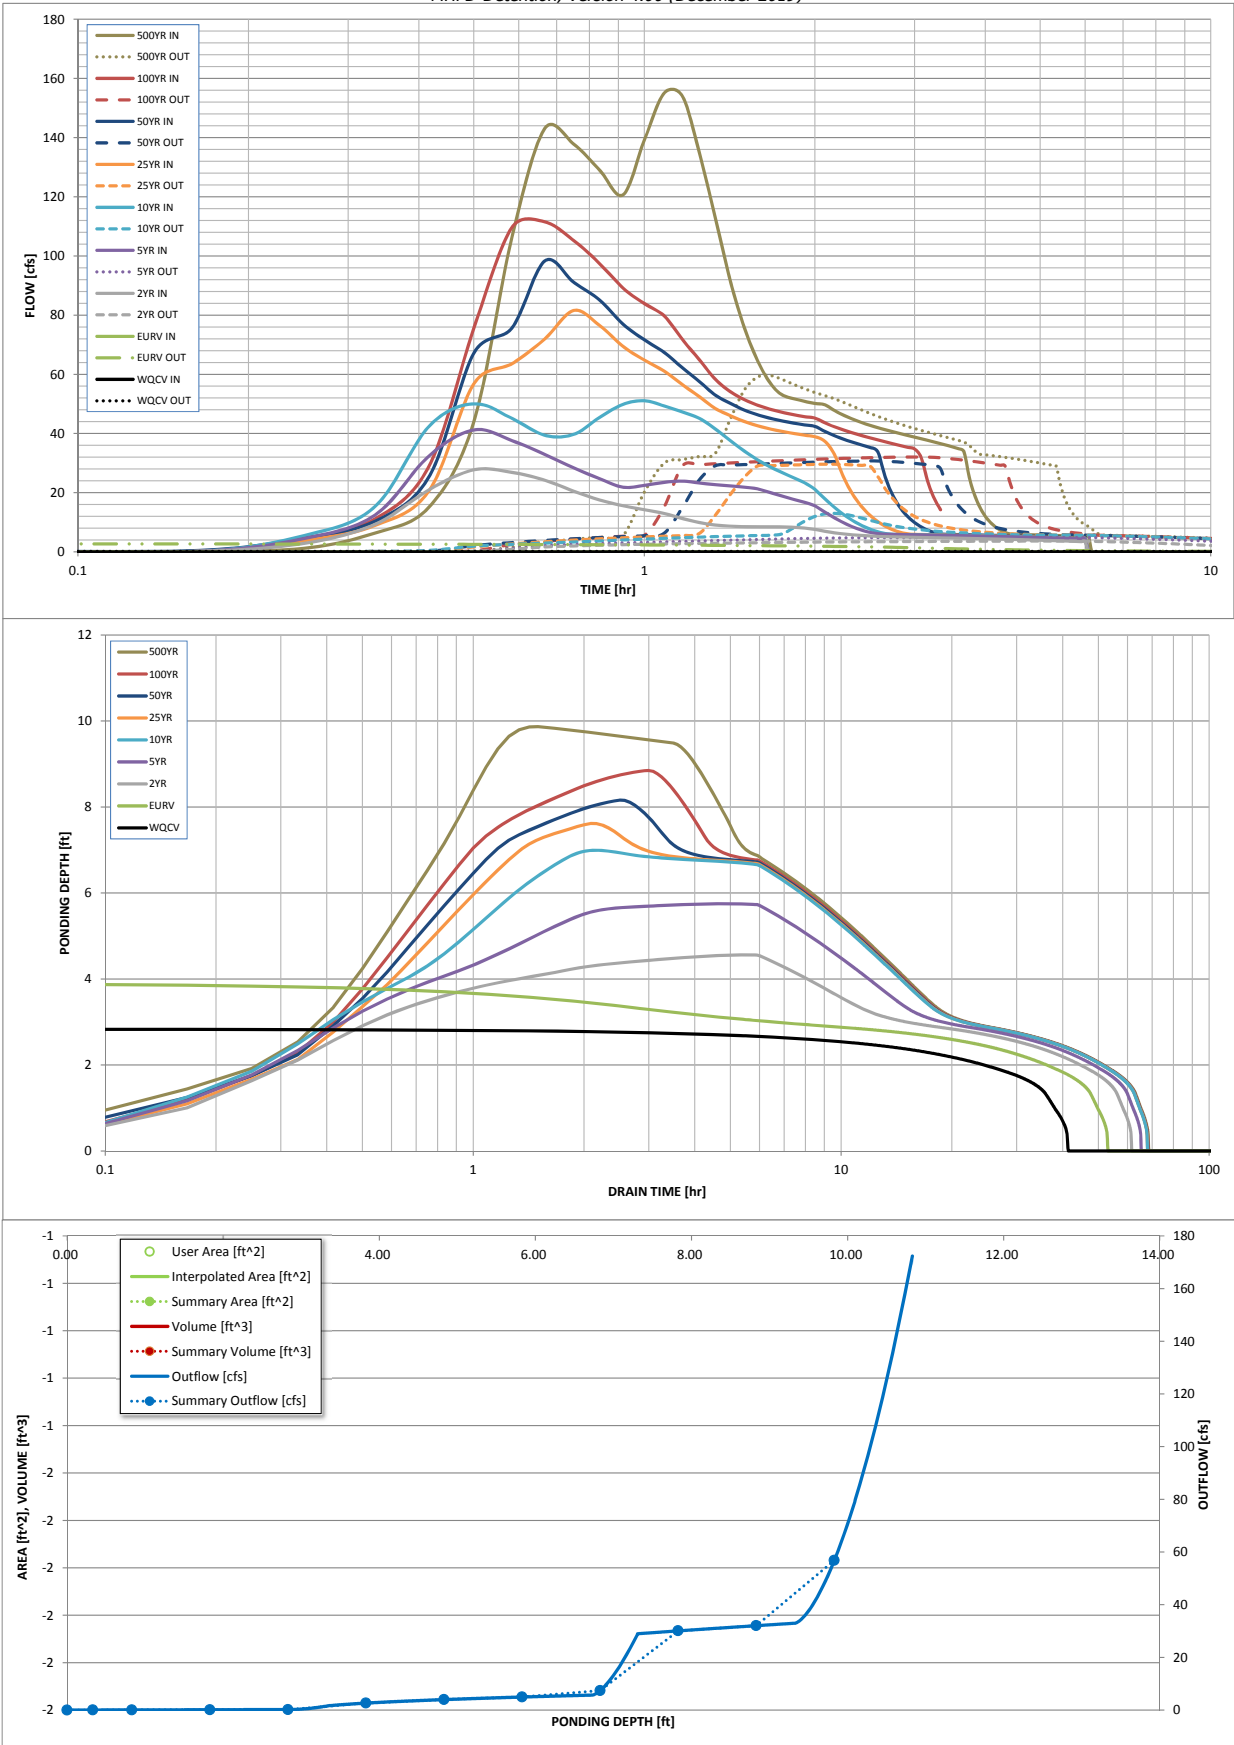 MHFD-Detention, Version 4.00 (December 2019)
180
160
140
120
100
80
60
40
20
0
FLOW [cfs]
500YR IN
500YR OUT
100YR IN
100YR OUT
50YR IN
50YR OUT
25YR IN
25YR OUT
10YR IN
10YR OUT
5YR IN
5YR OUT
2YR IN
2YR OUT
EURV IN
EURV OUT
WQCV IN
WQCV OUT
0.1
1
10
TIME [hr]
12
10
8
6
4
2
0
PONDING DEPTH [ft]
500YR
100YR
50YR
25YR
10YR
5YR
2YR
EURV
WQCV
0.1
1
10
100
DRAIN TIME [hr]
-1
-1
-1
-1
-1
-2
-2
-2
-2
-2
-2
AREA [ft^2], VOLUME [ft^3]
0.00
4.00
6.00
8.00
10.00
12.00
14.00
User Area [ft^2]
Interpolated Area [ft^2]
Summary Area [ft^2]
Volume [ft^3]
Summary Volume [ft^3]
Outflow [cfs]
Summary Outflow [cfs]
180
160
140
120
100
80
60
40
20
0
OUTFLOW [cfs]
PONDING DEPTH [ft]